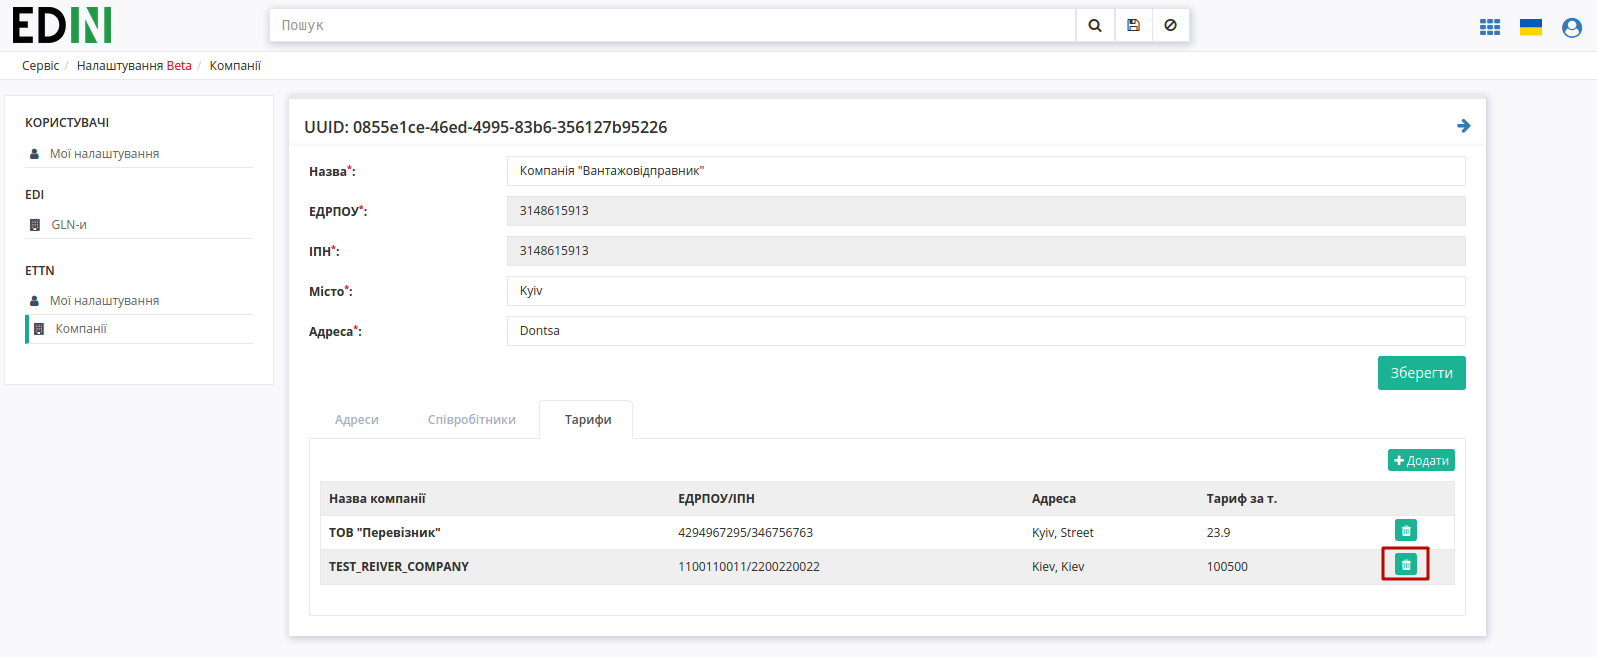 EDIN
Пошук
Сервіс / Налаштування Beta / Компанії
КОРИСТУВАЧІ
Мої налаштування
EDI
GLN-и
ETTN
Мої налаштування
Компанії
UUID: 0855e1ce-46ed-4995-83b6-356127b95226
Назва*: Компанія "Вантажовідправник"
ЕДРПОУ*: 3148615913
ІПН*: 3148615913
Місто*: Kyiv
Адреса*: Dontsa
Зберегти
Адреси Співробітники Тарифи
Додати
Назва компанії ЕДРПОУ/ІПН Адреса Тариф за т.
ТОВ "Перевізник" 4294967295/346756763 Kyiv, Street 23.9
TEST_REIVER_COMPANY 1100110011/2200220022 Kiev, Kiev 100500